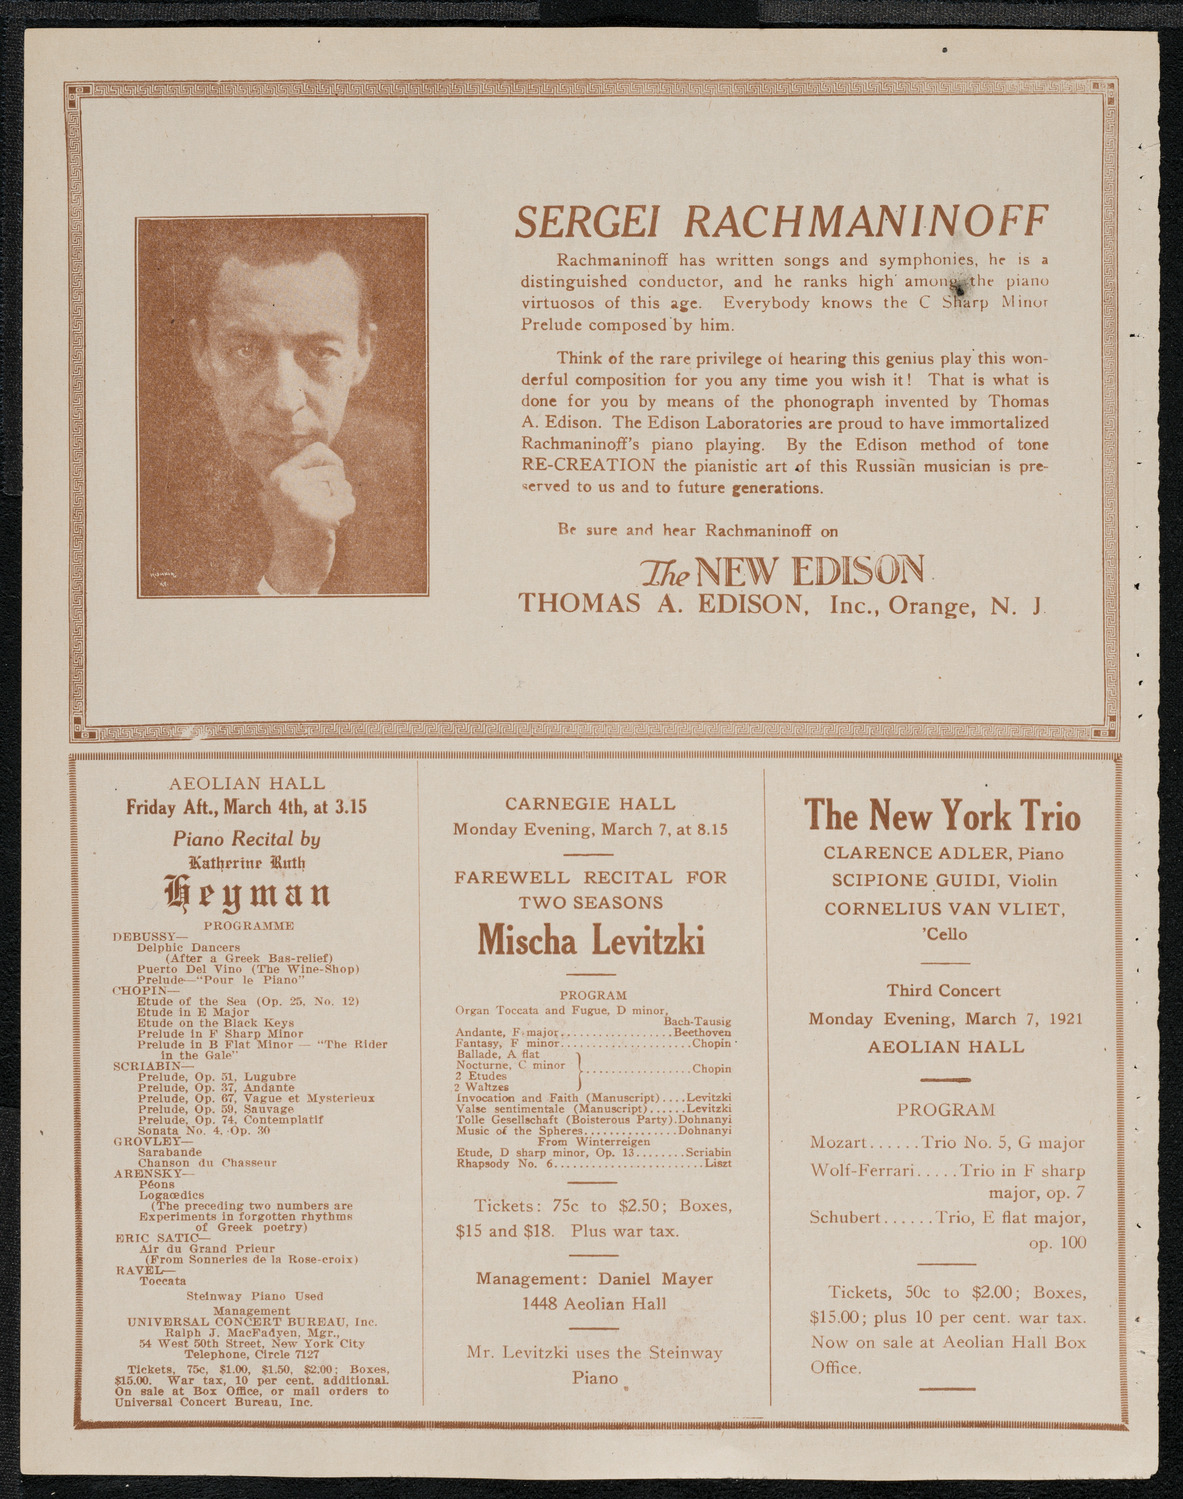 SERGEI RACHMANINOFF
Rachmaninoff has written songs and symphonies, he is a
distinguished conductor, and he ranks high among the piano
virtuosos of this age. Everybody knows the C Sharp Minor
Prelude composed by him.
Think of the rare privilege of hearing this genius play this won-
derful composition for you any time you wish it! That is what is
done for you by means of the phonograph invented by Thomas
A. Edison. The Edison Laboratories are proud to have immortalized
Rachmaninoff's piano playing. By the Edison method of tone
RE-CREATION the pianistic art of this Russian musician is pre-
served to us and to future generations.
Be sure and hear Rachmaninoff on
The NEW EDISON
THOMAS A. EDISON, Inc., Orange, N. J.
AEOLIAN HALL
Friday Aft., March 4th, at 3.15
Piano Recital by
Katherine Ruth
Heyman
PROGRAMME
DEBUSSY—
Delphic Dancers
(After a Greek Bas-relief)
Puerto Del Vino (The Wine-Shop)
Prelude—"Pour le Piano"
CHOPIN—
Etude of the Sea (Op. 25, No. 12)
Etude in E Major
Etude on the Black Keys
Prelude in F Sharp Minor
Prelude in B Flat Minor — "The Rider
in the Gale"
SCRIABIN—
Prelude, Op. 51, Lugubre
Prelude, Op. 37, Andante
Prelude, Op. 67, Vague et Mysterieux
Prelude, Op. 59, Sauvage
Prelude, Op. 74, Contemplatif
Sonata No. 4, Op. 30
GROVLEY—
Sarabande
Chanson du Chasseur
ARENSKY—
Péons
Logaœdics
(The preceding two numbers are
Experiments in forgotten rhythms
of Greek poetry)
ERIC SATIC—
Air du Grand Prieur
(From Sonneries de la Rose-croix)
RAVEL—
Toccata
Steinway Piano Used
Management
UNIVERSAL CONCERT BUREAU, Inc.
Ralph J. MacFadyen, Mgr.,
54 West 50th Street, New York City
Telephone, Circle 7127
Tickets, 75c, $1.00, $1.50, $2.00; Boxes,
$15.00. War tax, 10 per cent. additional.
On sale at Box Office, or mail orders to
Universal Concert Bureau, Inc.
CARNEGIE HALL
Monday Evening, March 7, at 8.15
FAREWELL RECITAL FOR
TWO SEASONS
Mischa Levitzki
PROGRAM
Organ Toccata and Fugue, D minor,
Bach-Tausig
Andante, F major.................Beethoven
Fantasy, F minor....................Chopin
Ballade, A flat
Nocturne, C minor
2 Etudes
2 Waltzes
.................Chopin
Invocation and Faith (Manuscript)....Levitzki
Valse sentimentale (Manuscript)......Levitzki
Tolle Gesellschaft (Boisterous Party).Dohnanyi
Music of the Spheres..............Dohnanyi
From Winterreigen
Etude, D sharp minor, Op. 13........Scriabin
Rhapsody No. 6.......................Liszt
Tickets: 75c to $2.50; Boxes,
$15 and $18. Plus war tax.
Management: Daniel Mayer
1448 Aeolian Hall
Mr. Levitzki uses the Steinway
Piano
The New York Trio
CLARENCE ADLER, Piano
SCIPIONE GUIDI, Violin
CORNELIUS VAN VLIET,
'Cello
Third Concert
Monday Evening, March 7, 1921
AEOLIAN HALL
PROGRAM
Mozart......Trio No. 5, G major
Wolf-Ferrari.....Trio in F sharp
major, op. 7
Schubert......Trio, E flat major,
op. 100
Tickets, 50c to $2.00; Boxes,
$15.00; plus 10 per cent. war tax.
Now on sale at Aeolian Hall Box
Office.